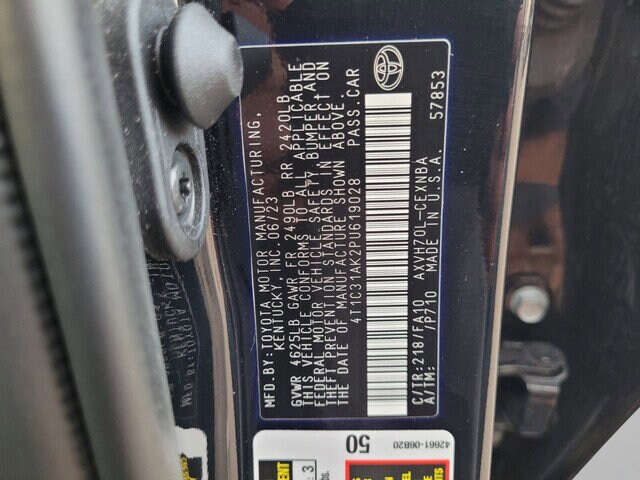 MFD.BY:TOYOTA MOTOR MANUFACTURING,
KENTUCKY, INC. 06/23
GVWR 4625LB GAWR FR 2490LB RR 2420LB
THIS VEHICLE CONFORMS TO ALL APPLICABLE
FEDERAL MOTOR VEHICLE SAFETY, BUMPER AND
THEFT PREVENTION STANDARDS IN EFFECT ON
THE DATE OF MANUFACTURE SHOWN ABOVE.
4T1C31AK2PU619028 PASS.CAR
C/TR:218/FA10 AXVH70L-CEXNBA
A/TM: /P710 MADE IN U.S.A. 57853
50
42661-06B20